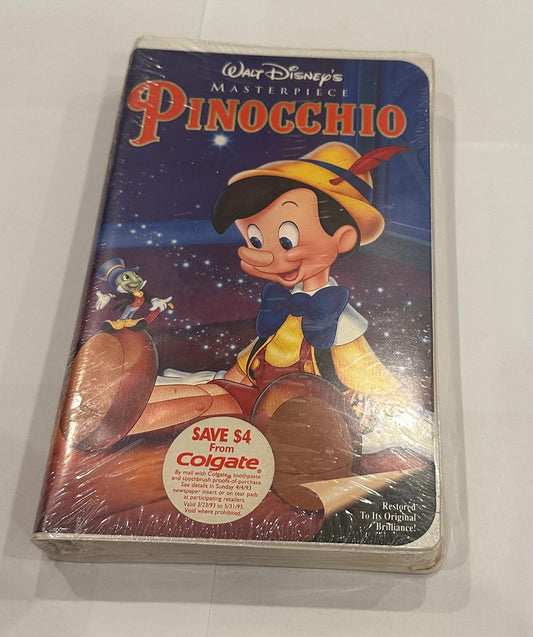 WALT DISNEY'S
MASTERPIECE
PINOCCHIO
SAVE $4
From
Colgate®
By mail with Colgate® toothpaste
and toothbrush proofs-of-purchase.
See details in Sunday 4/4/93
newspaper insert or on tear pads
at participating retailers.
Valid 3/23/93 to 5/31/93
Void where prohibited.
Restored
To Its Original
Brilliance!